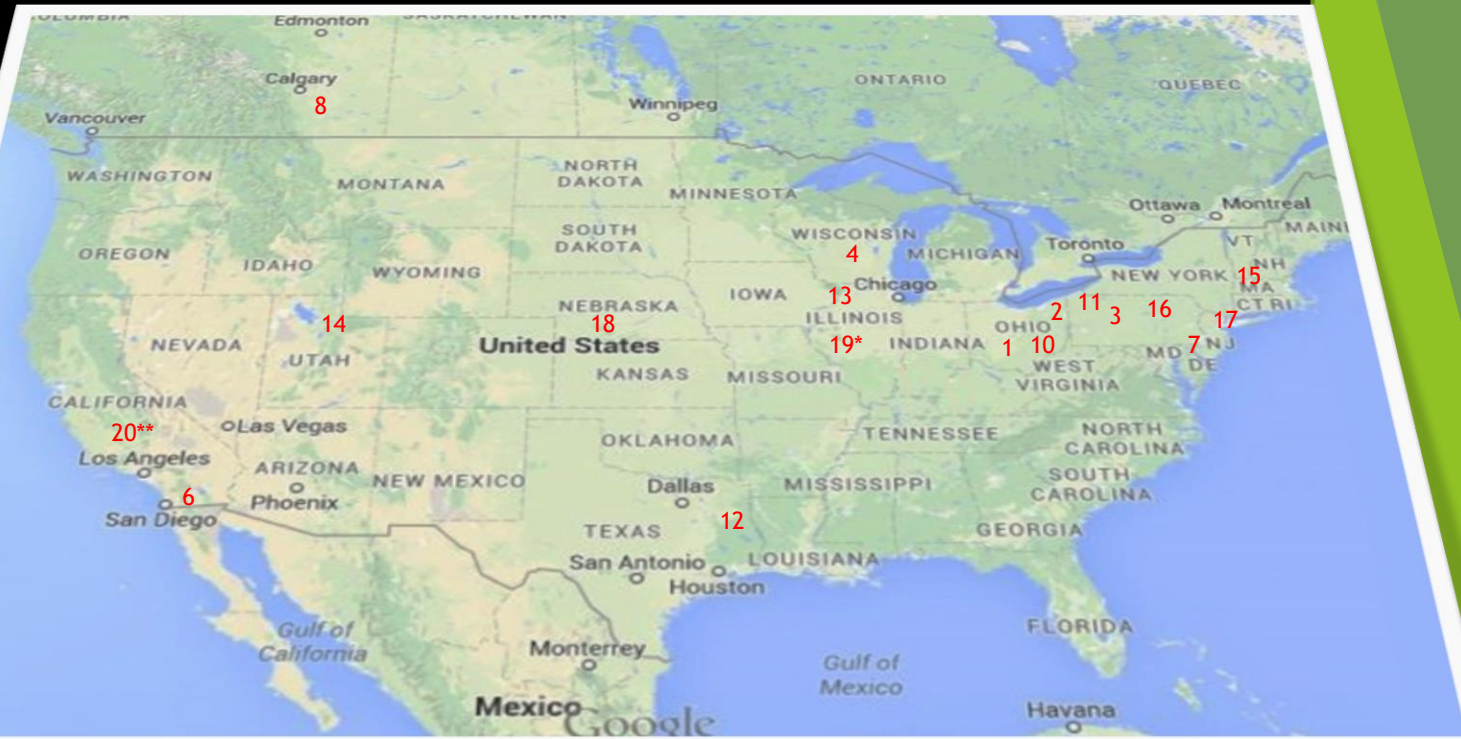 COLUMBIA
Edmonton
SASKATCHEWAN
Calgary
8
ONTARIO
QUEBEC
Winnipeg
Vancouver
WASHINGTON
MONTANA
NORTH
DAKOTA
MINNESOTA
Ottawa
Montreal
MAINE
OREGON
IDAHO
WYOMING
SOUTH
DAKOTA
WISCONSIN
4
MICHIGAN
Toronto
VT
NH
NEW YORK
15
MA
CT RI
NEBRASKA
18
IOWA
13
Chicago
ILLINOIS
19*
INDIANA
OHIO
2
11
3
16
17
1
10
7
NJ
MD
DE
14
NEVADA
UTAH
United States
KANSAS
MISSOURI
WEST
VIRGINIA
CALIFORNIA
20**
Las Vegas
Los Angeles
6
San Diego
ARIZONA
Phoenix
NEW MEXICO
OKLAHOMA
TENNESSEE
NORTH
CAROLINA
SOUTH
CAROLINA
Dallas
12
MISSISSIPPI
GEORGIA
TEXAS
San Antonio
Houston
LOUISIANA
FLORIDA
Gulf of
California
Monterrey
Gulf of
Mexico
Mexico
Google
Havana